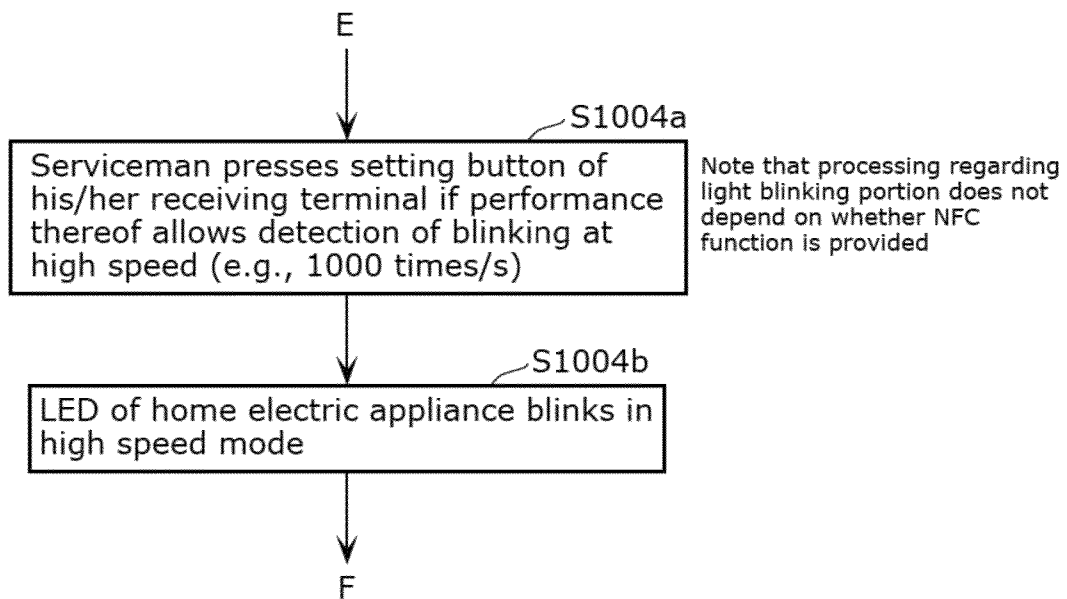 E
S1004a
Serviceman presses setting button of
his/her receiving terminal if performance
thereof allows detection of blinking at
high speed (e.g., 1000 times/s)
Note that processing regarding
light blinking portion does not
depend on whether NFC
function is provided
S1004b
LED of home electric appliance blinks in
high speed mode
F